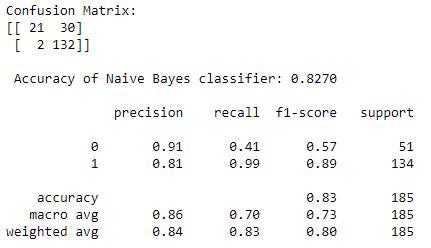 Confusion Matrix:
[[ 21  30]
 [  2 132]]
Accuracy of Naive Bayes classifier: 0.8270
precision    recall  f1-score   support
0       0.91      0.41      0.57        51
1       0.81      0.99      0.89       134
accuracy                           0.83       185
macro avg       0.86      0.70      0.73       185
weighted avg       0.84      0.83      0.80       185